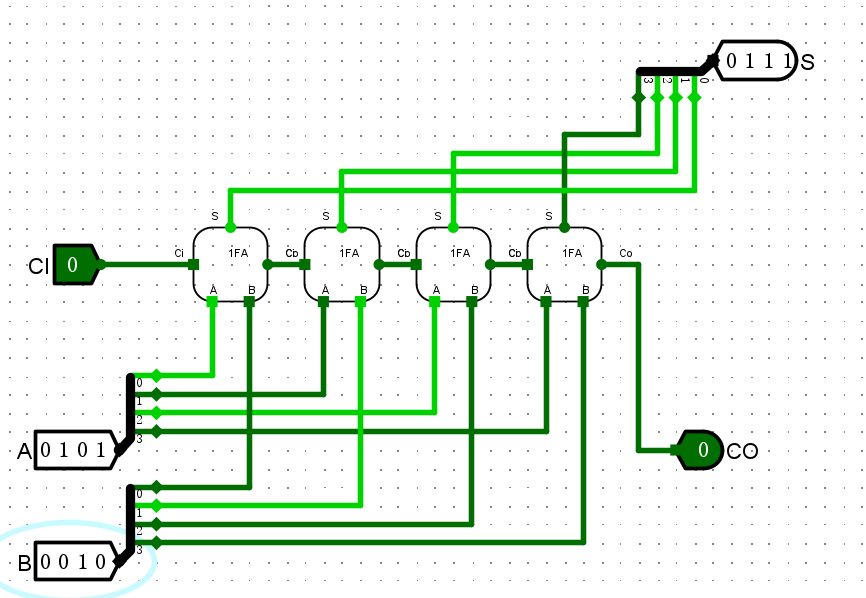 0 1 1 1 S
3 2 1 0
S S S S
CI 0 Ci 1FA Co 1FA Co 1FA Co 1FA Co
A B A B A B A B
0
1
2
A 0 1 0 1 3
0 CO
0
1
2
B 0 0 1 0 3